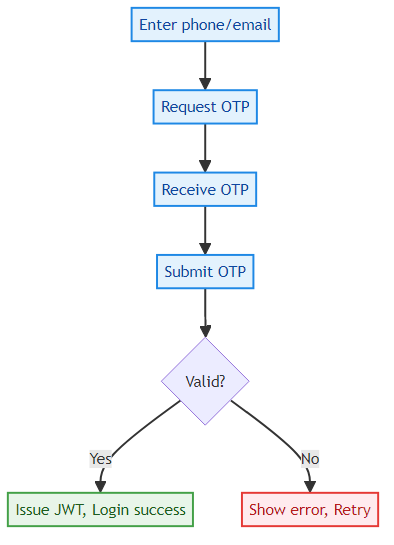 Enter phone/email
Request OTP
Receive OTP
Submit OTP
Valid?
Yes
No
Issue JWT, Login success
Show error, Retry